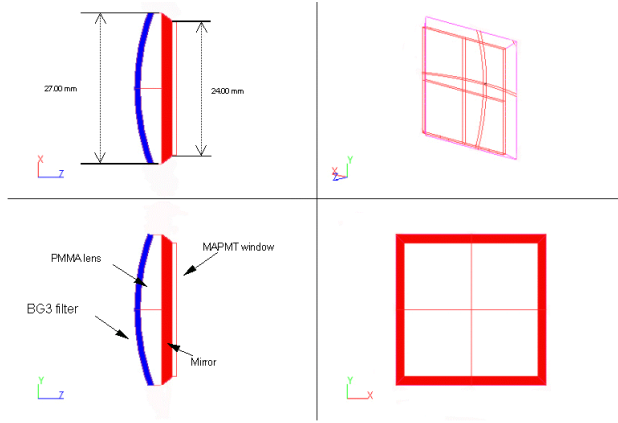 27.00 mm
24.00 mm
X
Z
X
Y
Z
MAPMT window
PMMA lens
BG3 filter
Mirror
Y
Z
Y
X